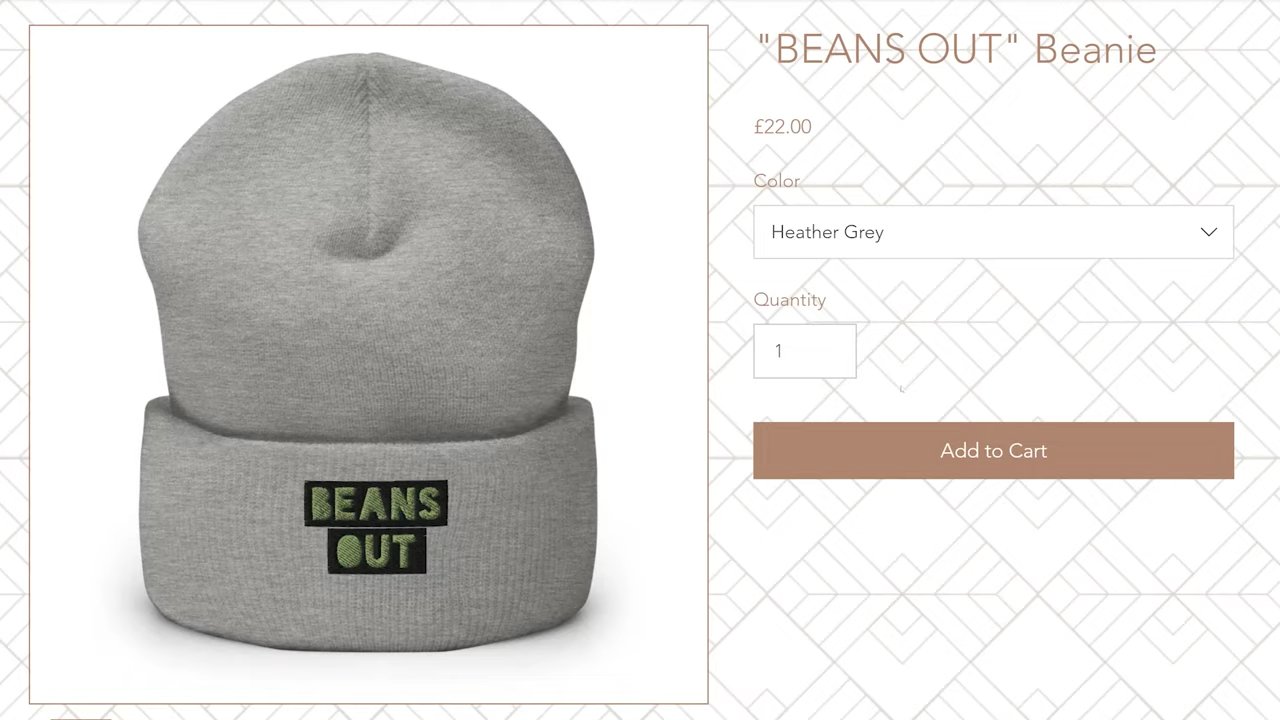 "BEANS OUT" Beanie
£22.00
Color
Heather Grey
Quantity
1
Add to Cart
BEANS
OUT